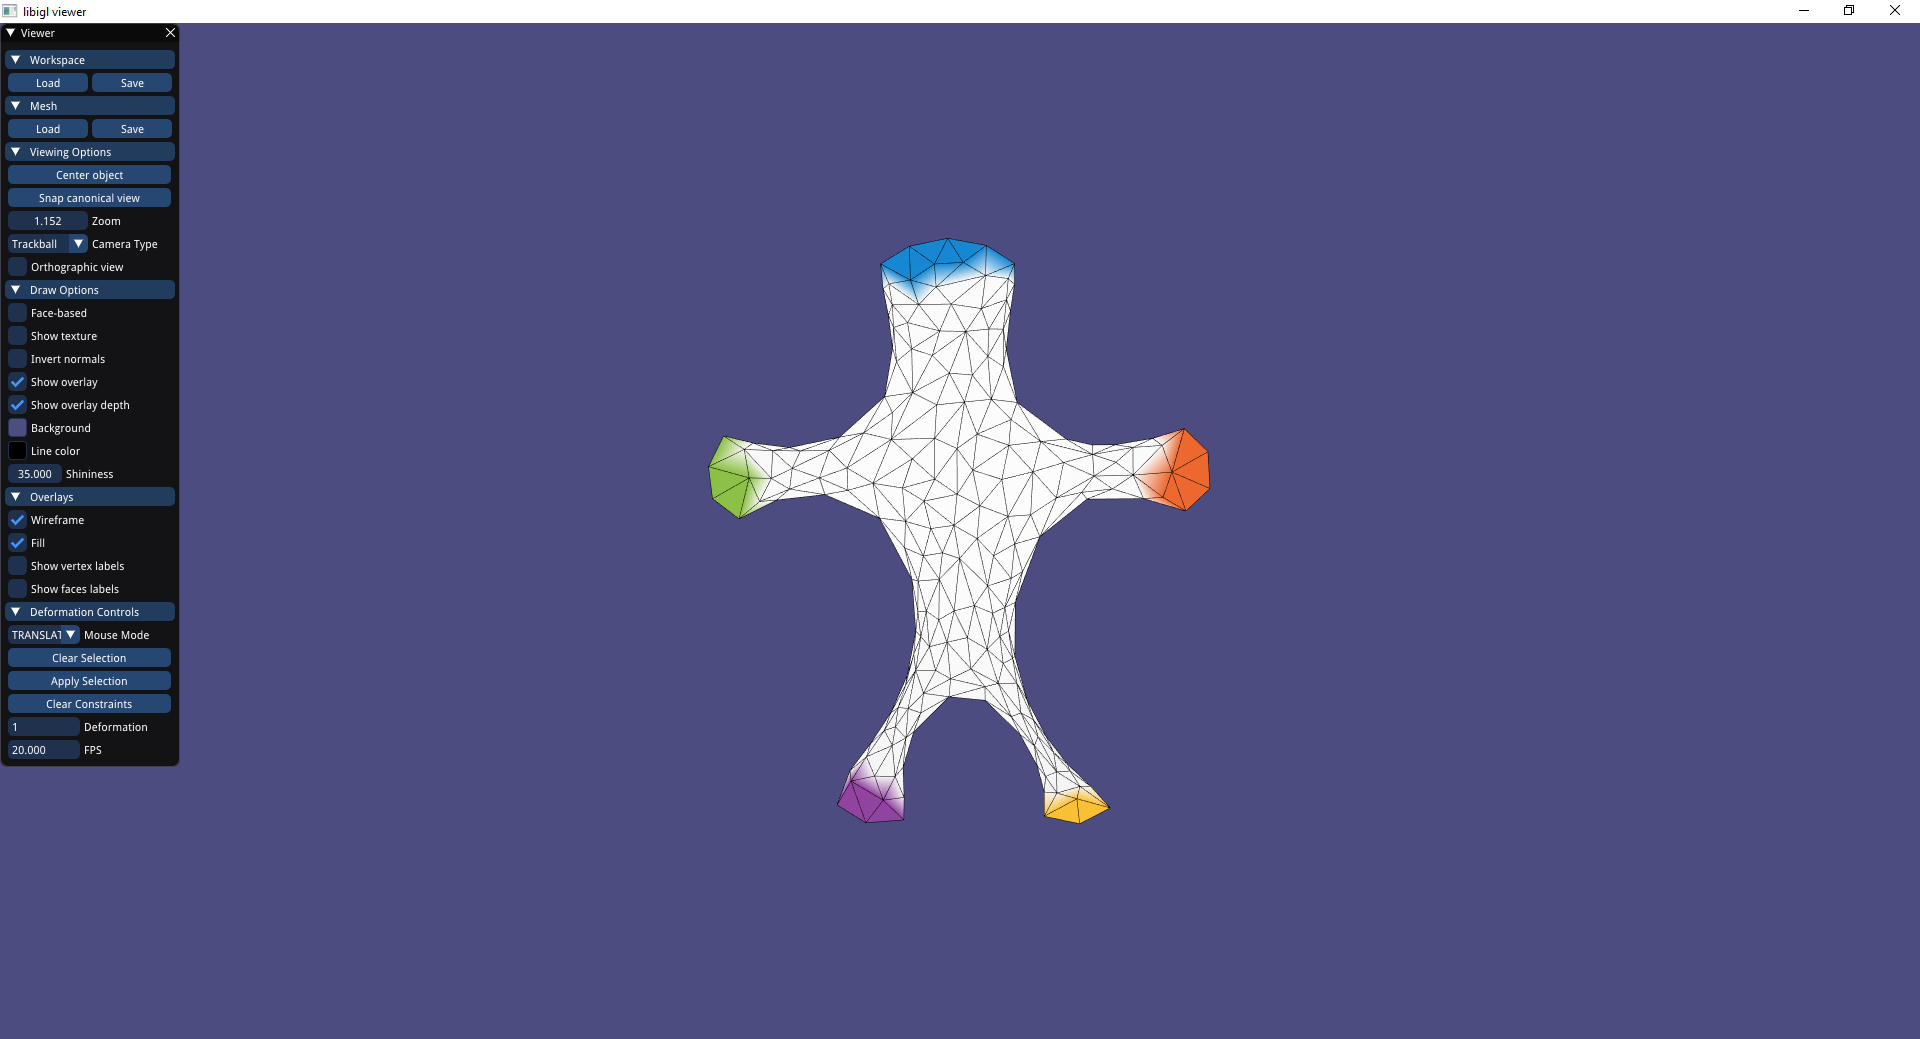 libigl viewer
Viewer
Workspace
Load Save
Mesh
Load Save
Viewing Options
Center object
Snap canonical view
1.152 Zoom
Trackball Camera Type
Orthographic view
Draw Options
Face-based
Show texture
Invert normals
Show overlay
Show overlay depth
Background
Line color
35.000 Shininess
Overlays
Wireframe
Fill
Show vertex labels
Show faces labels
Deformation Controls
TRANSLAT Mouse Mode
Clear Selection
Apply Selection
Clear Constraints
1 Deformation
20.000 FPS